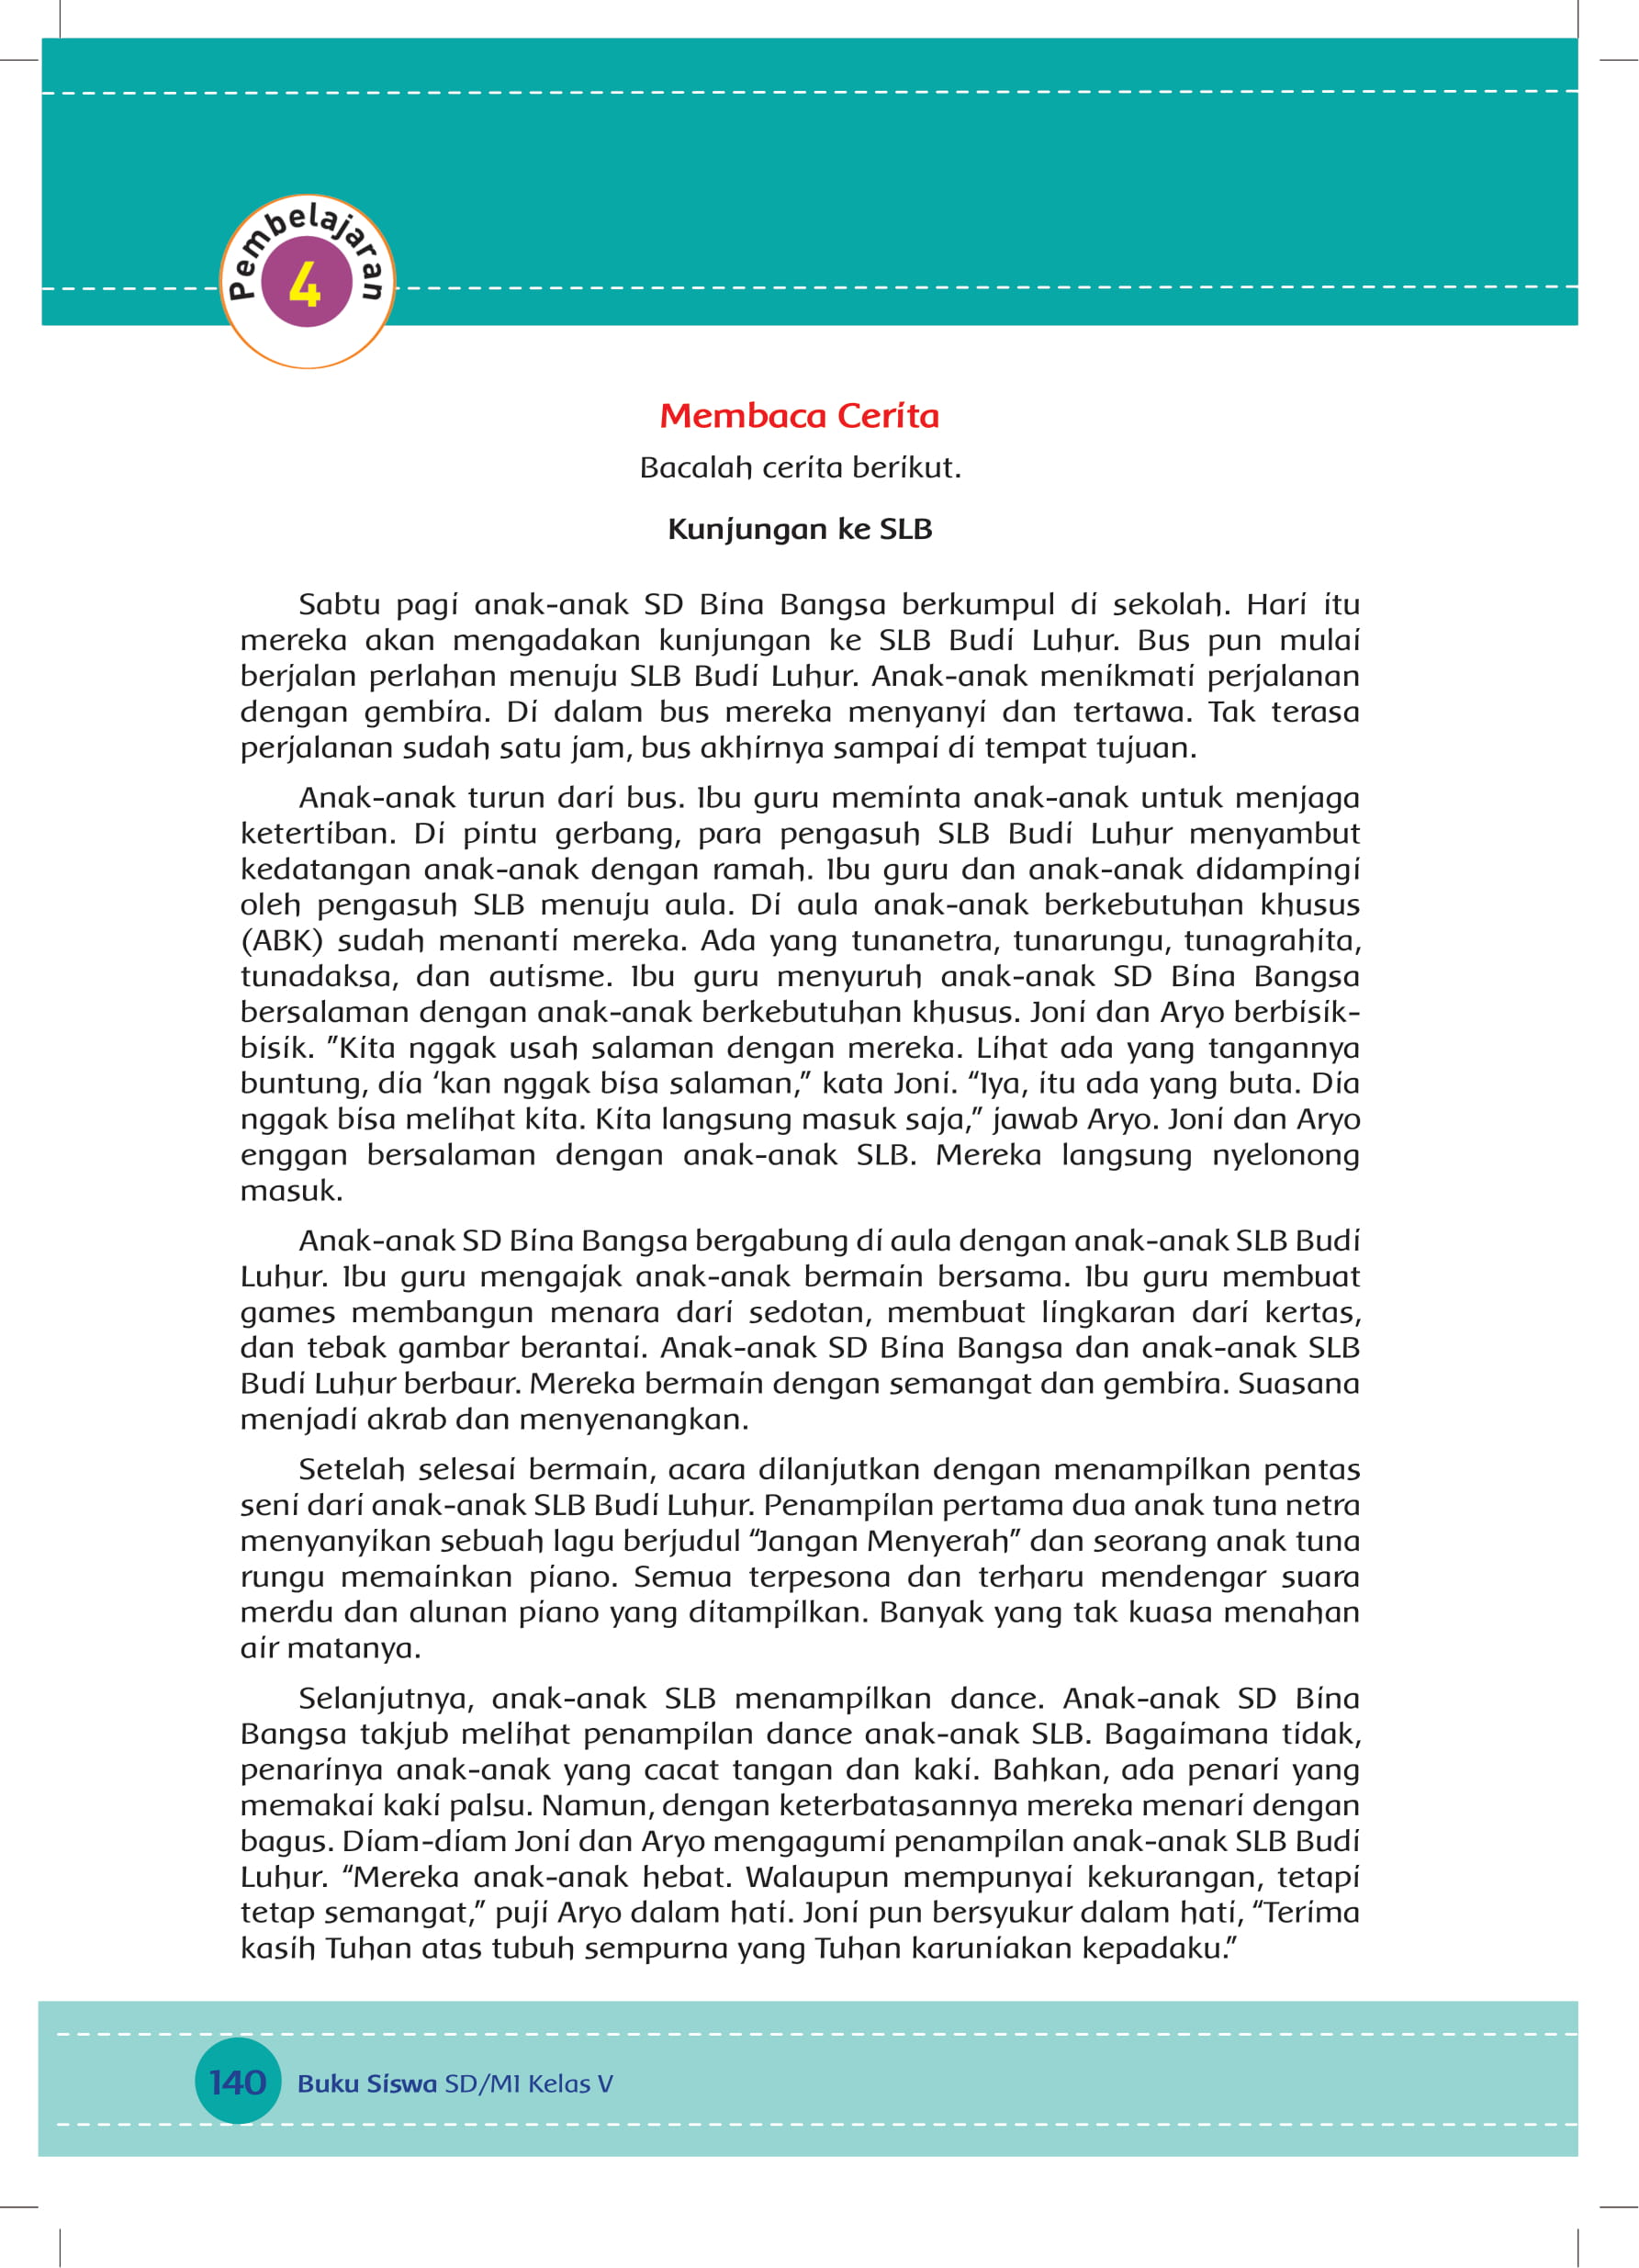 Pembelajaran
4
Membaca Cerita
Bacalah cerita berikut.
Kunjungan ke SLB
Sabtu pagi anak-anak SD Bina Bangsa berkumpul di sekolah. Hari itu
mereka akan mengadakan kunjungan ke SLB Budi Luhur. Bus pun mulai
berjalan perlahan menuju SLB Budi Luhur. Anak-anak menikmati perjalanan
dengan gembira. Di dalam bus mereka menyanyi dan tertawa. Tak terasa
perjalanan sudah satu jam, bus akhirnya sampai di tempat tujuan.
Anak-anak turun dari bus. Ibu guru meminta anak-anak untuk menjaga
ketertiban. Di pintu gerbang, para pengasuh SLB Budi Luhur menyambut
kedatangan anak-anak dengan ramah. Ibu guru dan anak-anak didampingi
oleh pengasuh SLB menuju aula. Di aula anak-anak berkebutuhan khusus
(ABK) sudah menanti mereka. Ada yang tunanetra, tunarungu, tunagrahita,
tunadaksa, dan autisme. Ibu guru menyuruh anak-anak SD Bina Bangsa
bersalaman dengan anak-anak berkebutuhan khusus. Joni dan Aryo berbisik-
bisik. ”Kita nggak usah salaman dengan mereka. Lihat ada yang tangannya
buntung, dia ‘kan nggak bisa salaman,” kata Joni. “Iya, itu ada yang buta. Dia
nggak bisa melihat kita. Kita langsung masuk saja,” jawab Aryo. Joni dan Aryo
enggan bersalaman dengan anak-anak SLB. Mereka langsung nyelonong
masuk.
Anak-anak SD Bina Bangsa bergabung di aula dengan anak-anak SLB Budi
Luhur. Ibu guru mengajak anak-anak bermain bersama. Ibu guru membuat
games membangun menara dari sedotan, membuat lingkaran dari kertas,
dan tebak gambar berantai. Anak-anak SD Bina Bangsa dan anak-anak SLB
Budi Luhur berbaur. Mereka bermain dengan semangat dan gembira. Suasana
menjadi akrab dan menyenangkan.
Setelah selesai bermain, acara dilanjutkan dengan menampilkan pentas
seni dari anak-anak SLB Budi Luhur. Penampilan pertama dua anak tuna netra
menyanyikan sebuah lagu berjudul “Jangan Menyerah” dan seorang anak tuna
rungu memainkan piano. Semua terpesona dan terharu mendengar suara
merdu dan alunan piano yang ditampilkan. Banyak yang tak kuasa menahan
air matanya.
Selanjutnya, anak-anak SLB menampilkan dance. Anak-anak SD Bina
Bangsa takjub melihat penampilan dance anak-anak SLB. Bagaimana tidak,
penarinya anak-anak yang cacat tangan dan kaki. Bahkan, ada penari yang
memakai kaki palsu. Namun, dengan keterbatasannya mereka menari dengan
bagus. Diam-diam Joni dan Aryo mengagumi penampilan anak-anak SLB Budi
Luhur. “Mereka anak-anak hebat. Walaupun mempunyai kekurangan, tetapi
tetap semangat,” puji Aryo dalam hati. Joni pun bersyukur dalam hati, “Terima
kasih Tuhan atas tubuh sempurna yang Tuhan karuniakan kepadaku.”
140 Buku Siswa SD/MI Kelas V